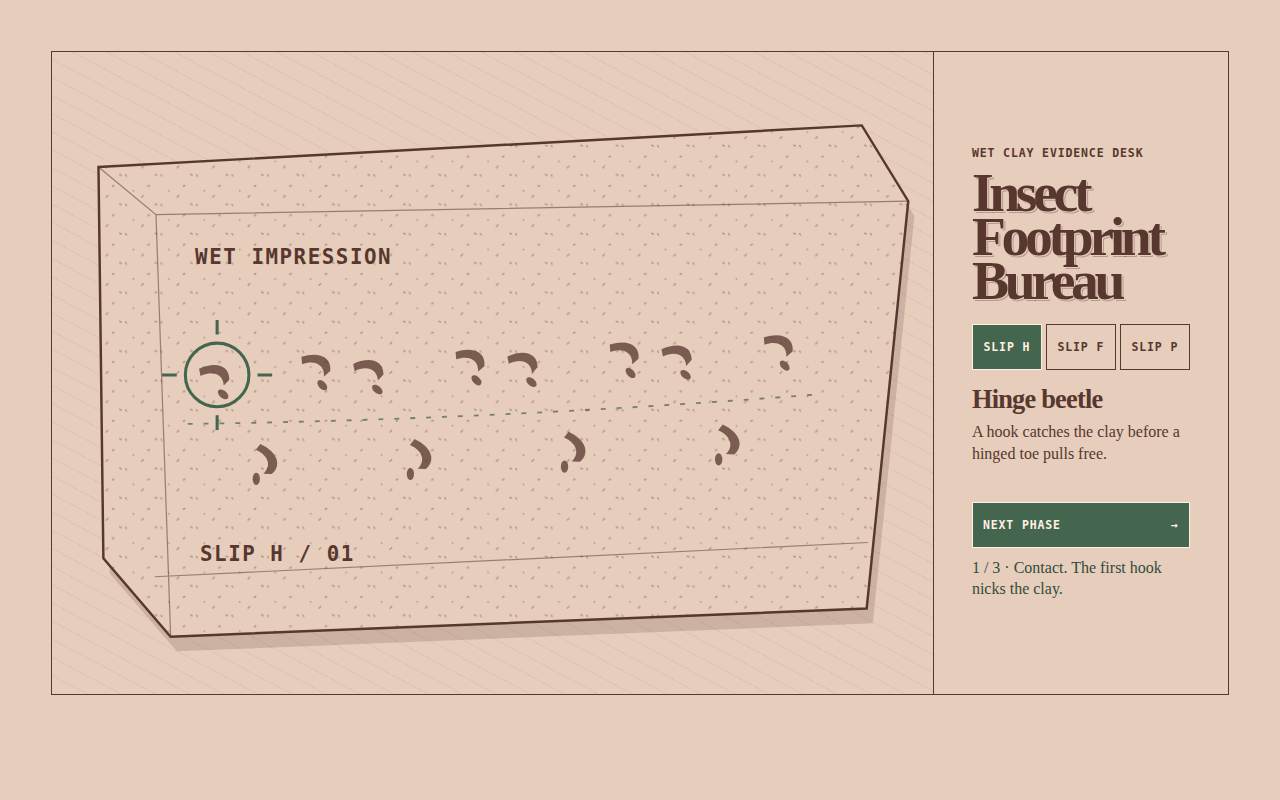 WET IMPRESSION
SLIP H / 01
WET CLAY EVIDENCE DESK
Insect
Footprint
Bureau
SLIP H
SLIP F
SLIP P
Hinge beetle
A hook catches the clay before a
hinged toe pulls free.
NEXT PHASE →
1 / 3 · Contact. The first hook
nicks the clay.